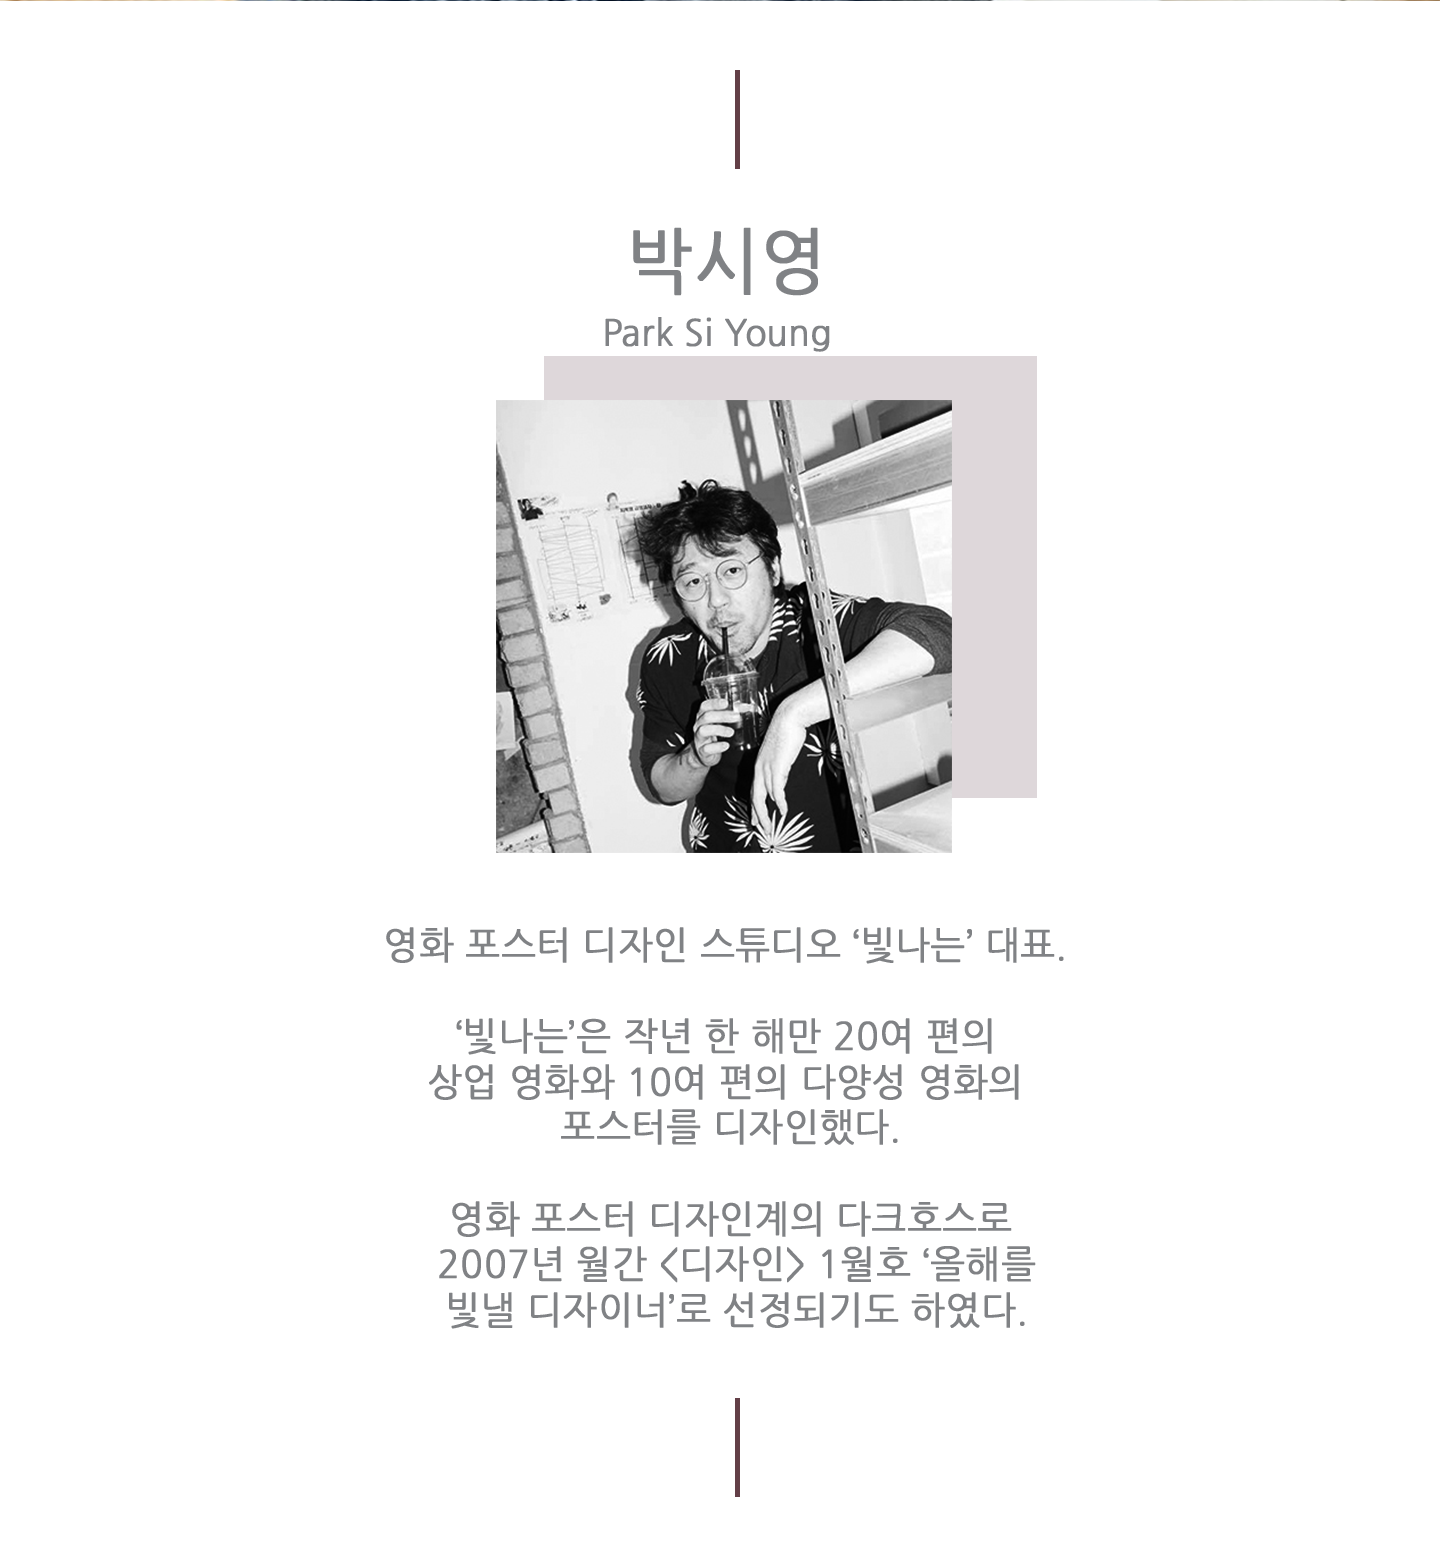 박시영
Park Si Young
영화 포스터 디자인 스튜디오 ‘빛나는’ 대표.
‘빛나는’은 작년 한 해만 20여 편의
상업 영화와 10여 편의 다양성 영화의
포스터를 디자인했다.
영화 포스터 디자인계의 다크호스로
2007년 월간 <디자인> 1월호 ‘올해를
빛낼 디자이너’로 선정되기도 하였다.